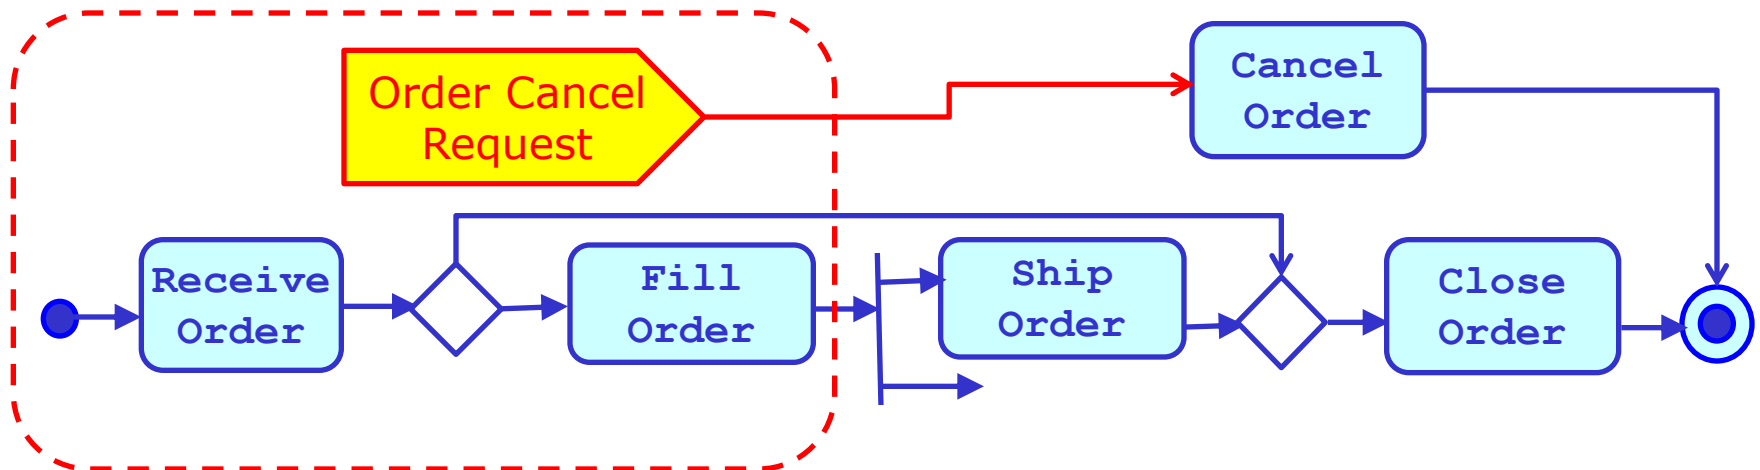 Order Cancel
Request
Cancel
Order
Receive
Order
Fill
Order
Ship
Order
Close
Order